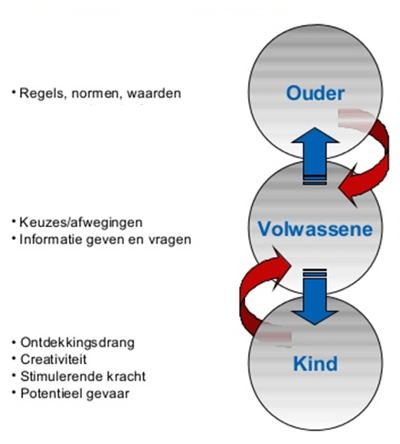 • Regels, normen, waarden
Ouder
• Keuzes/afwegingen
• Informatie geven en vragen
Volwassene
• Ontdekkingsdrang
• Creativiteit
• Stimulerende kracht
• Potentieel gevaar
Kind